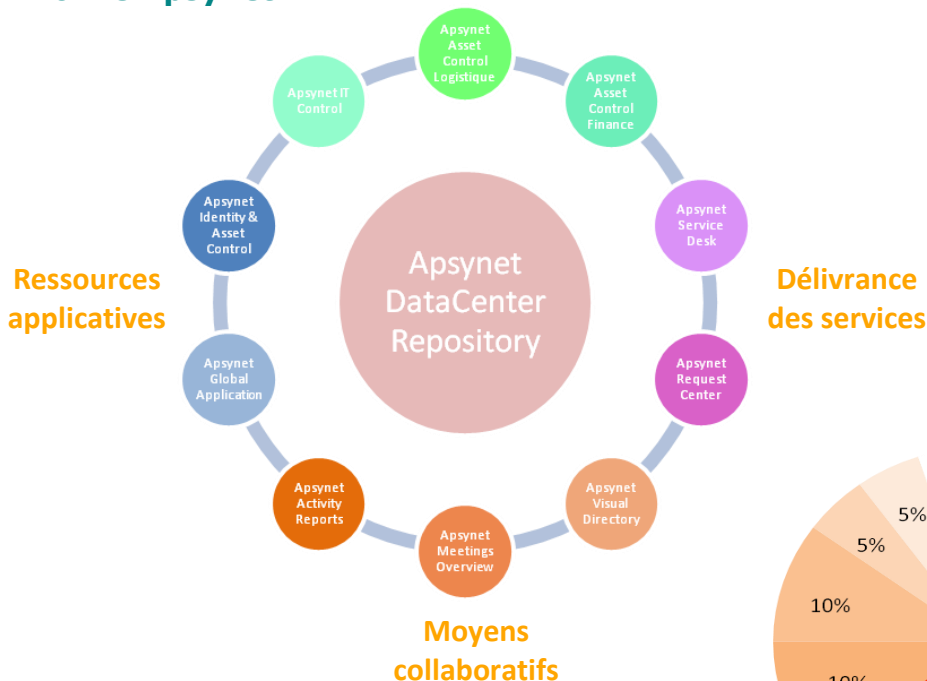 Apsynet
Asset
Control
Logistique
Apsynet
Asset
Control
Finance
Apsynet IT
Control
Apsynet
Identity &
Asset
Control
Apsynet
Service
Desk
Ressources
applicatives
Apsynet
DataCenter
Repository
Délivrance
des services
Apsynet
Global
Application
Apsynet
Request
Center
Apsynet
Activity
Reports
Apsynet
Meetings
Overview
Apsynet
Visual
Directory
Moyens
collaboratifs
5%
5%
10%
10%